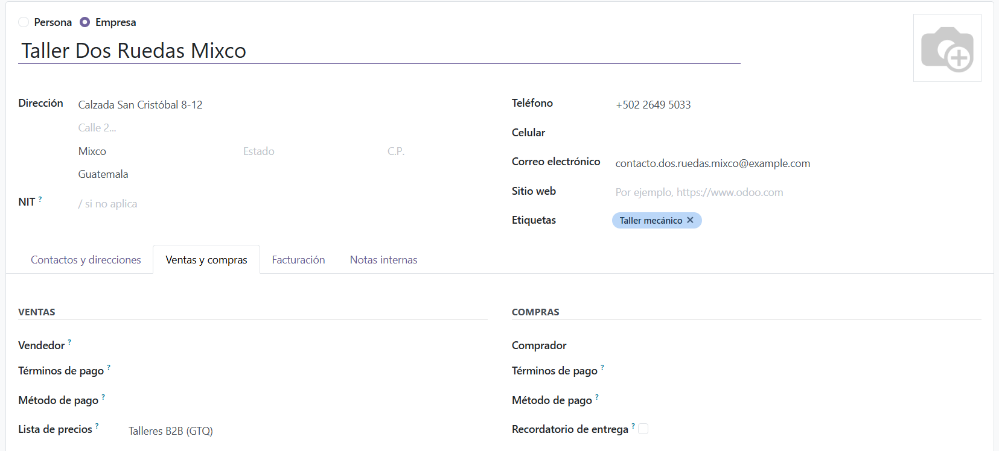 Persona Empresa
Taller Dos Ruedas Mixco
Dirección Calzada San Cristóbal 8-12
Calle 2...
Mixco Estado C.P.
Guatemala
NIT ? / si no aplica
Teléfono +502 2649 5033
Celular
Correo electrónico contacto.dos.ruedas.mixco@example.com
Sitio web Por ejemplo, https://www.odoo.com
Etiquetas Taller mecánico ✕
Contactos y direcciones Ventas y compras Facturación Notas internas
VENTAS
Vendedor ?
Términos de pago ?
Método de pago ?
Lista de precios ? Talleres B2B (GTQ)
COMPRAS
Comprador
Términos de pago ?
Método de pago ?
Recordatorio de entrega ?